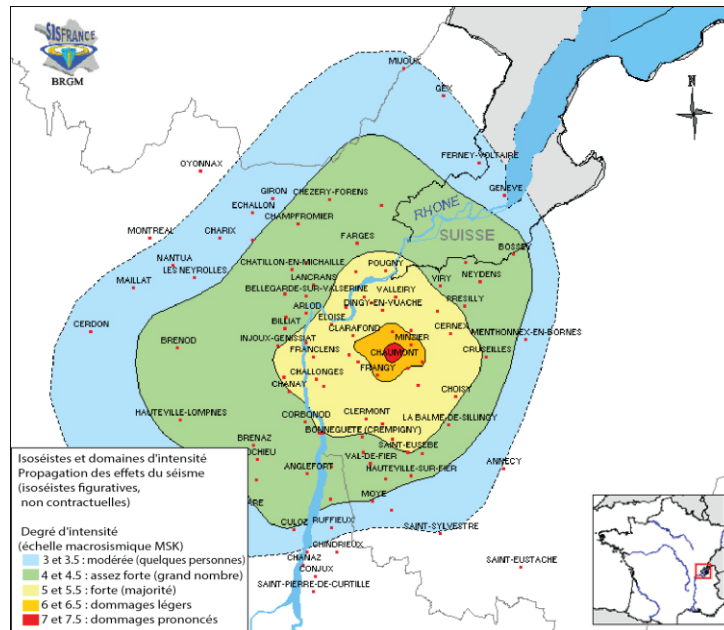 SISFRANCE
BRGM
MIJOUX
GEX
N
OYONNAX
FERNEY-VOLTAIRE
GIRON
CHEZERY-FORENS
GENEVE
ECHALLON
RHONE
CHAMPFROMIER
MONTREAL
CHARIX
FARGES
SUISSE
BOSSEY
NANTUA
CHATILLON-EN-MICHAILLE
POUGNY
LES NEYROLLES
LANCRANS
VIRY
NEYDENS
MAILLAT
BELLEGARDE-SUR-VALSERINE
VALLEIRY
DINGY-EN-VUACHE
PRESILLY
ARLOD
ELOISE
CERDON
BILLIAT
CLARAFOND
CERNEX
MENTHONNEX-EN-BORNES
BRENOD
INJOUX-GENISSIAT
MINZIER
FRANCLENS
CHAUMONT
CRUSEILLES
CHALLONGES
FRANGY
CHANAY
CHOISY
HAUTEVILLE-LOMPNES
CORBONOD
CLERMONT
LA BALME-DE-SILLINGY
BONNEGUETE (CREMPIGNY)
BRENAZ
SAINT-EUSEBE
OCHIEU
VAL-DE-FIER
ANGLEFORT
HAUTEVILLE-SUR-FIER
ANNECY
MOYE
CULOZ
RUFFIEUX
SAINT-SYLVESTRE
CHINDRIEUX
CHANAZ
CONJUX
SAINT-EUSTACHE
SAINT-PIERRE-DE-CURTILLE
Isoséistes et domaines d'intensité
Propagation des effets du séisme
(isoséistes figuratives,
non contractuelles)
Degré d'intensité
(échelle macrosismique MSK)
3 et 3.5 : modérée (quelques personnes)
4 et 4.5 : assez forte (grand nombre)
5 et 5.5 : forte (majorité)
6 et 6.5 : dommages légers
7 et 7.5 : dommages prononcés